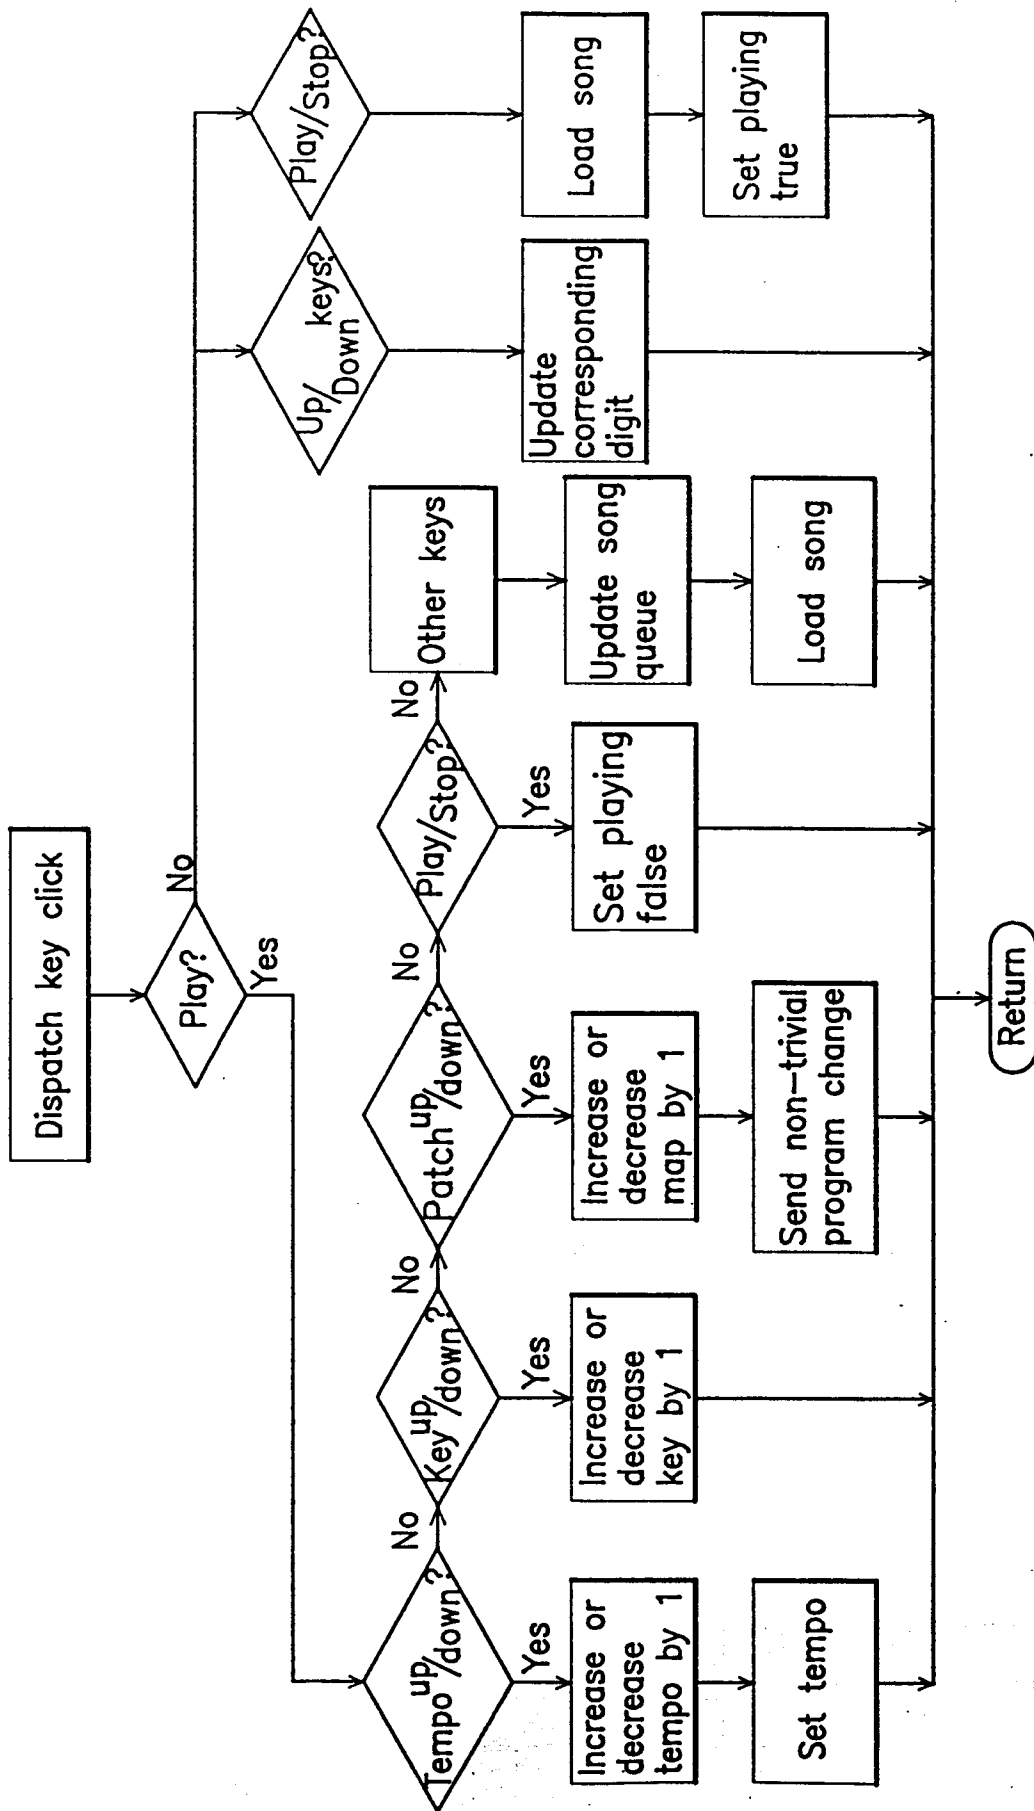 Dispatch key click
Play?
No
Yes
Tempo up/down?
No
Key up/down?
No
Patch up/down?
No
Play/Stop?
No
Other keys
Up/
Down
keys?
Play/Stop?
Yes
Yes
Yes
Yes
Increase or
decrease
tempo by 1
Increase or
decrease
key by 1
Increase or
decrease
map by 1
Set playing
false
Update song
queue
Update
corresponding
digit
Load song
Set tempo
Send non-trivial
program change
Load song
Set playing
true
Return